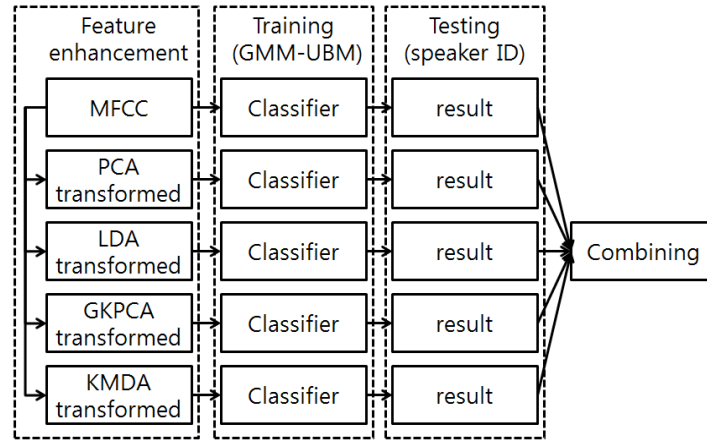 Feature
enhancement
Training
(GMM-UBM)
Testing
(speaker ID)
MFCC
Classifier
result
PCA
transformed
Classifier
result
LDA
transformed
Classifier
result
Combining
GKPCA
transformed
Classifier
result
KMDA
transformed
Classifier
result